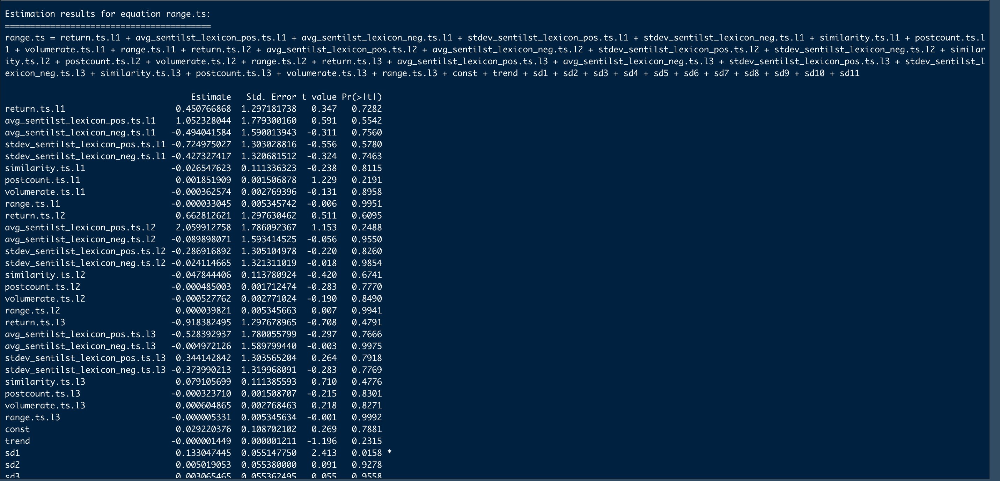 Estimation results for equation range.ts:
=========================================
range.ts = return.ts.l1 + avg_sentilst_lexicon_pos.ts.l1 + avg_sentilst_lexicon_neg.ts.l1 + stdev_sentilst_lexicon_pos.ts.l1 + stdev_sentilst_lexicon_neg.ts.l1 + similarity.ts.l1 + postcount.ts.l
1 + volumerate.ts.l1 + range.ts.l1 + return.ts.l2 + avg_sentilst_lexicon_pos.ts.l2 + avg_sentilst_lexicon_neg.ts.l2 + stdev_sentilst_lexicon_pos.ts.l2 + stdev_sentilst_lexicon_neg.ts.l2 + similar
ity.ts.l2 + postcount.ts.l2 + volumerate.ts.l2 + range.ts.l2 + return.ts.l3 + avg_sentilst_lexicon_pos.ts.l3 + avg_sentilst_lexicon_neg.ts.l3 + stdev_sentilst_lexicon_pos.ts.l3 + stdev_sentilst_l
exicon_neg.ts.l3 + similarity.ts.l3 + postcount.ts.l3 + volumerate.ts.l3 + range.ts.l3 + const + trend + sd1 + sd2 + sd3 + sd4 + sd5 + sd6 + sd7 + sd8 + sd9 + sd10 + sd11
Estimate Std. Error t value Pr(>|t|)
return.ts.l1 0.450766868 1.297181738 0.347 0.7282
avg_sentilst_lexicon_pos.ts.l1 1.052328044 1.779300160 0.591 0.5542
avg_sentilst_lexicon_neg.ts.l1 -0.494041584 1.590013943 -0.311 0.7560
stdev_sentilst_lexicon_pos.ts.l1 -0.724975027 1.303028816 -0.556 0.5780
stdev_sentilst_lexicon_neg.ts.l1 -0.427327417 1.320681512 -0.324 0.7463
similarity.ts.l1 -0.026547623 0.111336323 -0.238 0.8115
postcount.ts.l1 0.001851909 0.001506878 1.229 0.2191
volumerate.ts.l1 -0.000362574 0.002769396 -0.131 0.8958
range.ts.l1 -0.000033045 0.005345742 -0.006 0.9951
return.ts.l2 0.662812621 1.297630462 0.511 0.6095
avg_sentilst_lexicon_pos.ts.l2 2.059912758 1.786092367 1.153 0.2488
avg_sentilst_lexicon_neg.ts.l2 -0.089898071 1.593414525 -0.056 0.9550
stdev_sentilst_lexicon_pos.ts.l2 -0.286916892 1.305104978 -0.220 0.8260
stdev_sentilst_lexicon_neg.ts.l2 -0.024114665 1.321311019 -0.018 0.9854
similarity.ts.l2 -0.047844406 0.113780924 -0.420 0.6741
postcount.ts.l2 -0.000485003 0.001712474 -0.283 0.7770
volumerate.ts.l2 -0.000527762 0.002771024 -0.190 0.8490
range.ts.l2 0.000039821 0.005345663 0.007 0.9941
return.ts.l3 -0.918382495 1.297678965 -0.708 0.4791
avg_sentilst_lexicon_pos.ts.l3 -0.528392937 1.780055799 -0.297 0.7666
avg_sentilst_lexicon_neg.ts.l3 -0.004972126 1.589799440 -0.003 0.9975
stdev_sentilst_lexicon_pos.ts.l3 0.344142842 1.303565204 0.264 0.7918
stdev_sentilst_lexicon_neg.ts.l3 -0.373990213 1.319968091 -0.283 0.7769
similarity.ts.l3 0.079105699 0.111385593 0.710 0.4776
postcount.ts.l3 -0.000323710 0.001508707 -0.215 0.8301
volumerate.ts.l3 0.000604865 0.002768463 0.218 0.8271
range.ts.l3 -0.000005331 0.005345634 -0.001 0.9992
const 0.029220376 0.108702102 0.269 0.7881
trend -0.000001449 0.000001211 -1.196 0.2315
sd1 0.133047445 0.055147750 2.413 0.0158 *
sd2 0.005019053 0.055380000 0.091 0.9278
sd3 0.003065465 0.055362495 0.055 0.9558